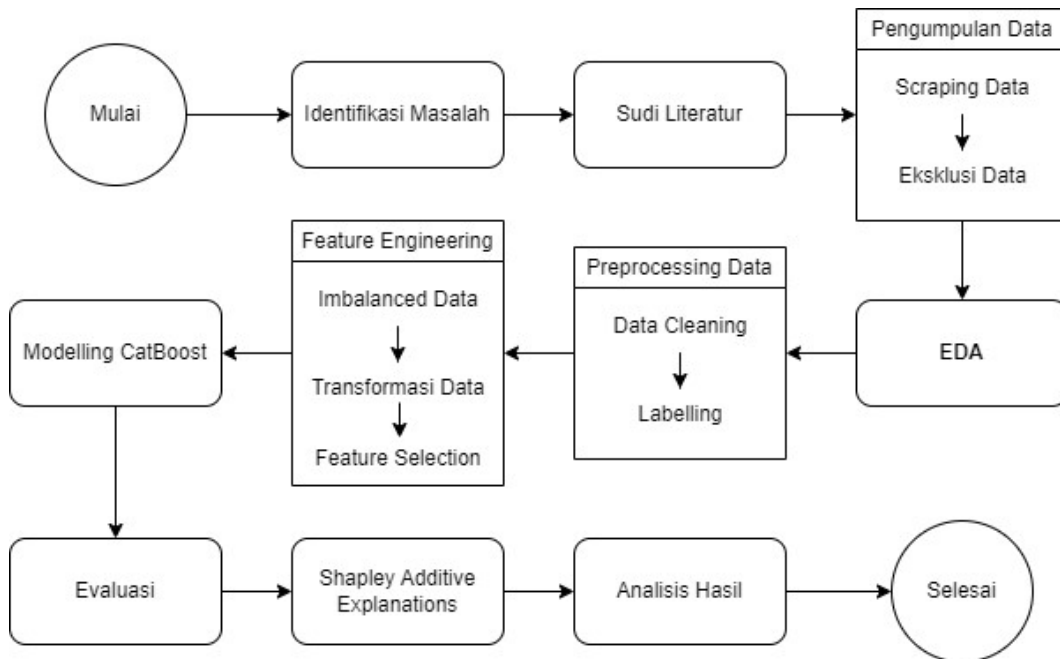 Mulai
Identifikasi Masalah
Sudi Literatur
Pengumpulan Data
Scraping Data
Eksklusi Data
EDA
Preprocessing Data
Data Cleaning
Labelling
Feature Engineering
Imbalanced Data
Transformasi Data
Feature Selection
Modelling CatBoost
Evaluasi
Shapley Additive
Explanations
Analisis Hasil
Selesai